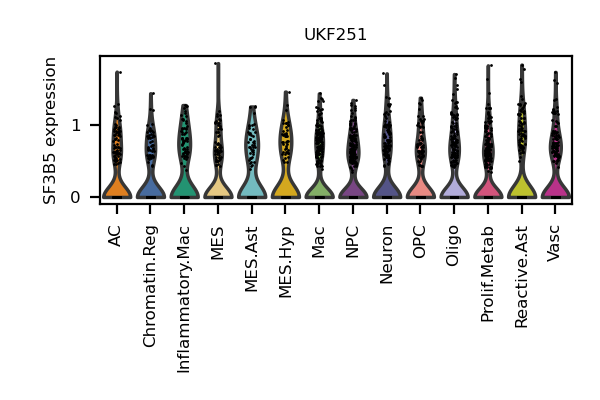 UKF251
SF3B5 expression
1
0
AC
Chromatin.Reg
Inflammatory.Mac
MES
MES.Ast
MES.Hyp
Mac
NPC
Neuron
OPC
Oligo
Prolif.Metab
Reactive.Ast
Vasc